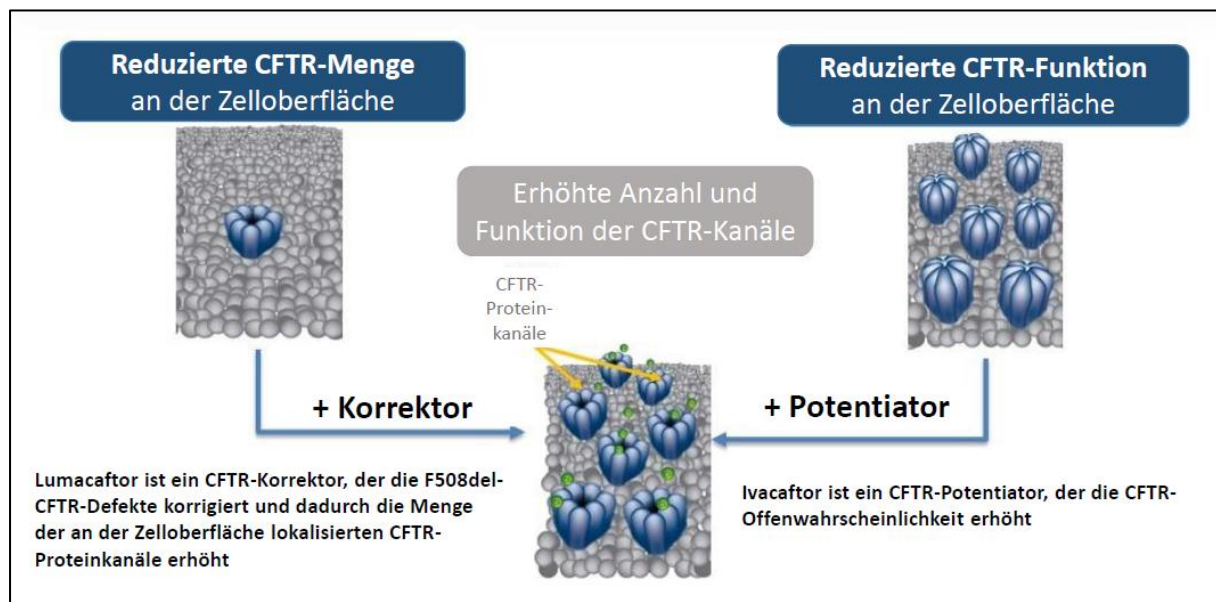 Reduzierte CFTR-Menge
an der Zelloberfläche
Reduzierte CFTR-Funktion
an der Zelloberfläche
Erhöhte Anzahl und
Funktion der CFTR-Kanäle
CFTR-
Protein-
kanäle
+ Korrektor
+ Potentiator
Lumacaftor ist ein CFTR-Korrektor, der die F508del-
CFTR-Defekte korrigiert und dadurch die Menge
der an der Zelloberfläche lokalisierten CFTR-
Proteinkanäle erhöht
Ivacaftor ist ein CFTR-Potentiator, der die CFTR-
Offenwahrscheinlichkeit erhöht